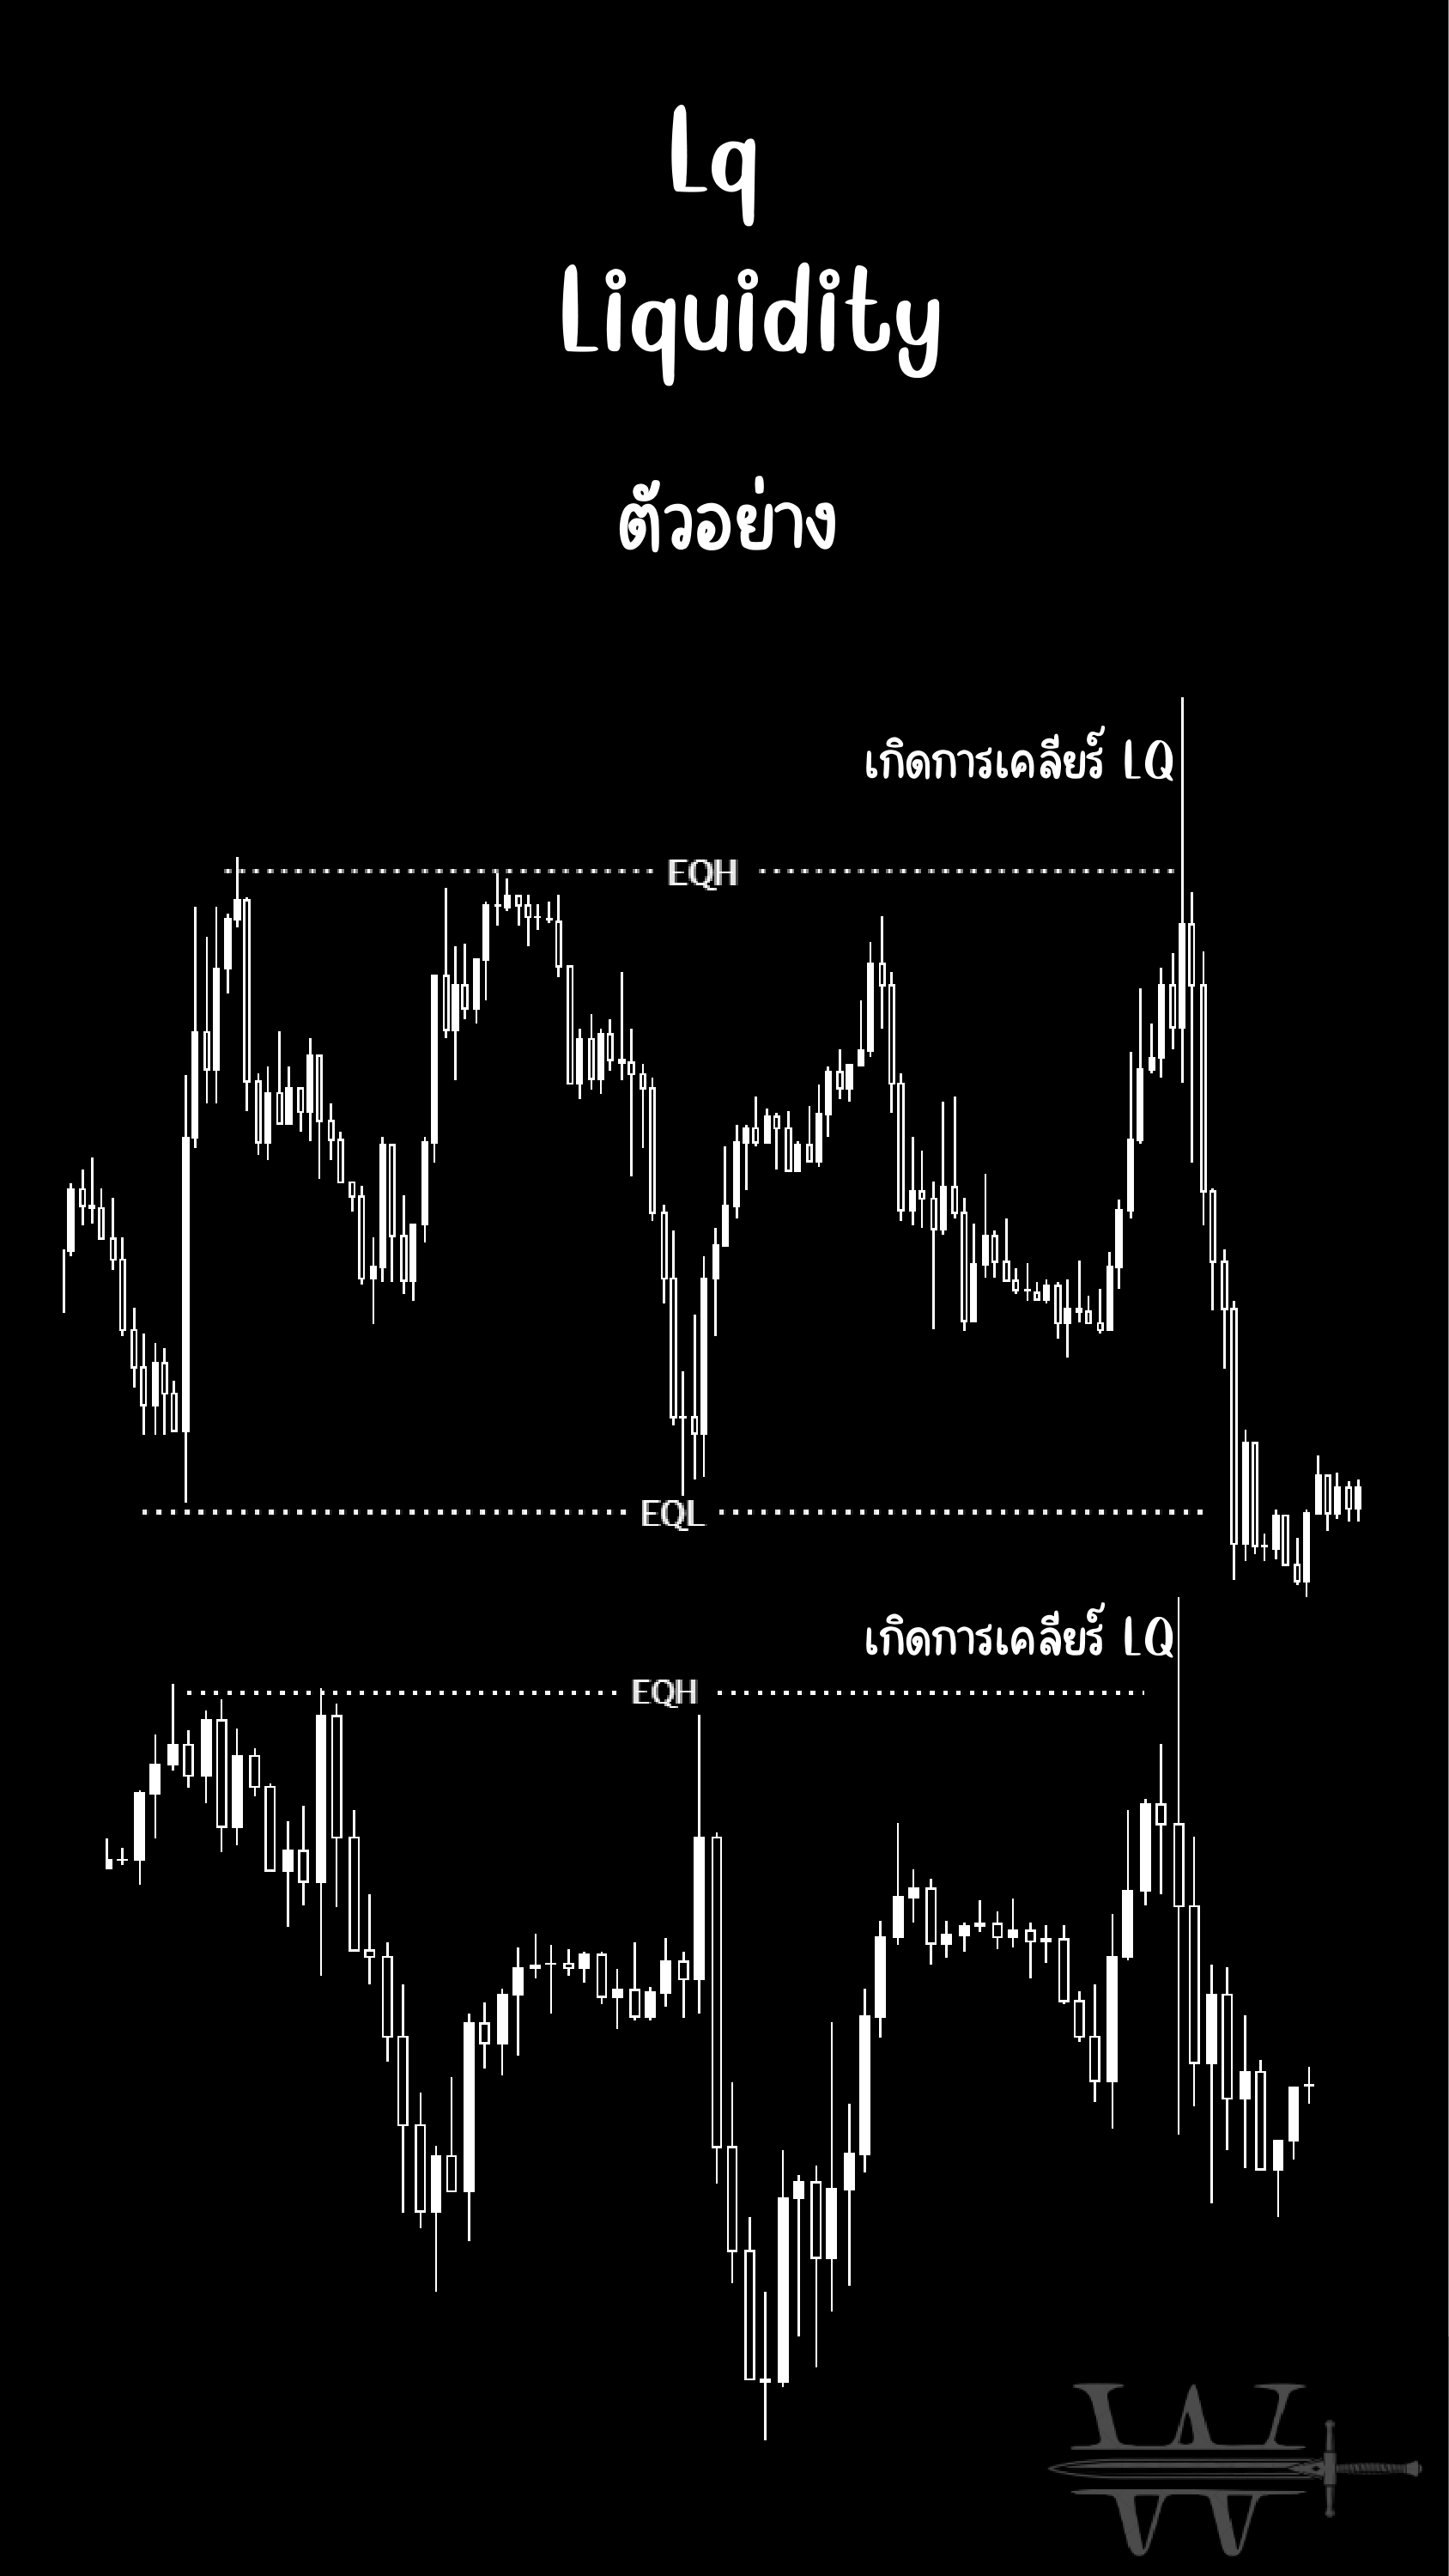 Lq
Liquidity
ตัวอย่าง
เกิดการเคลียร์ LQ
EQH
EQL
เกิดการเคลียร์ LQ
EQH
W